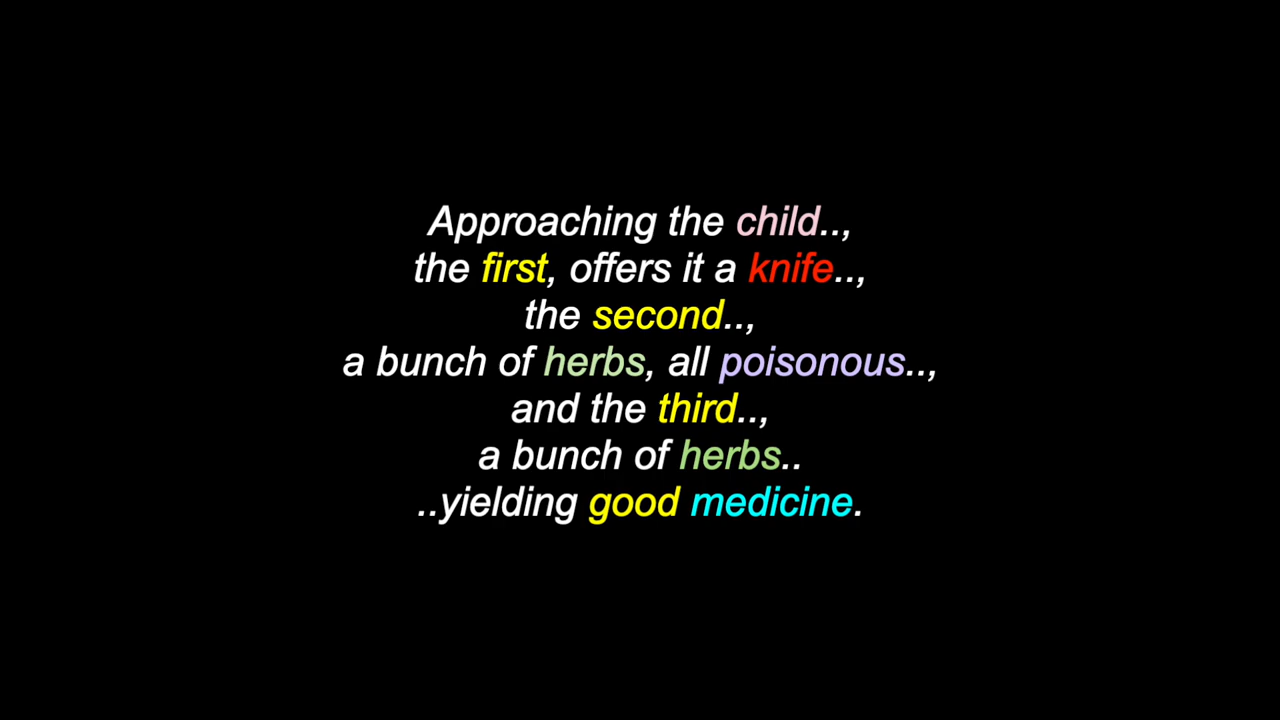 Approaching the child..,
the first, offers it a knife..,
the second..,
a bunch of herbs, all poisonous..,
and the third..,
a bunch of herbs..
..yielding good medicine.